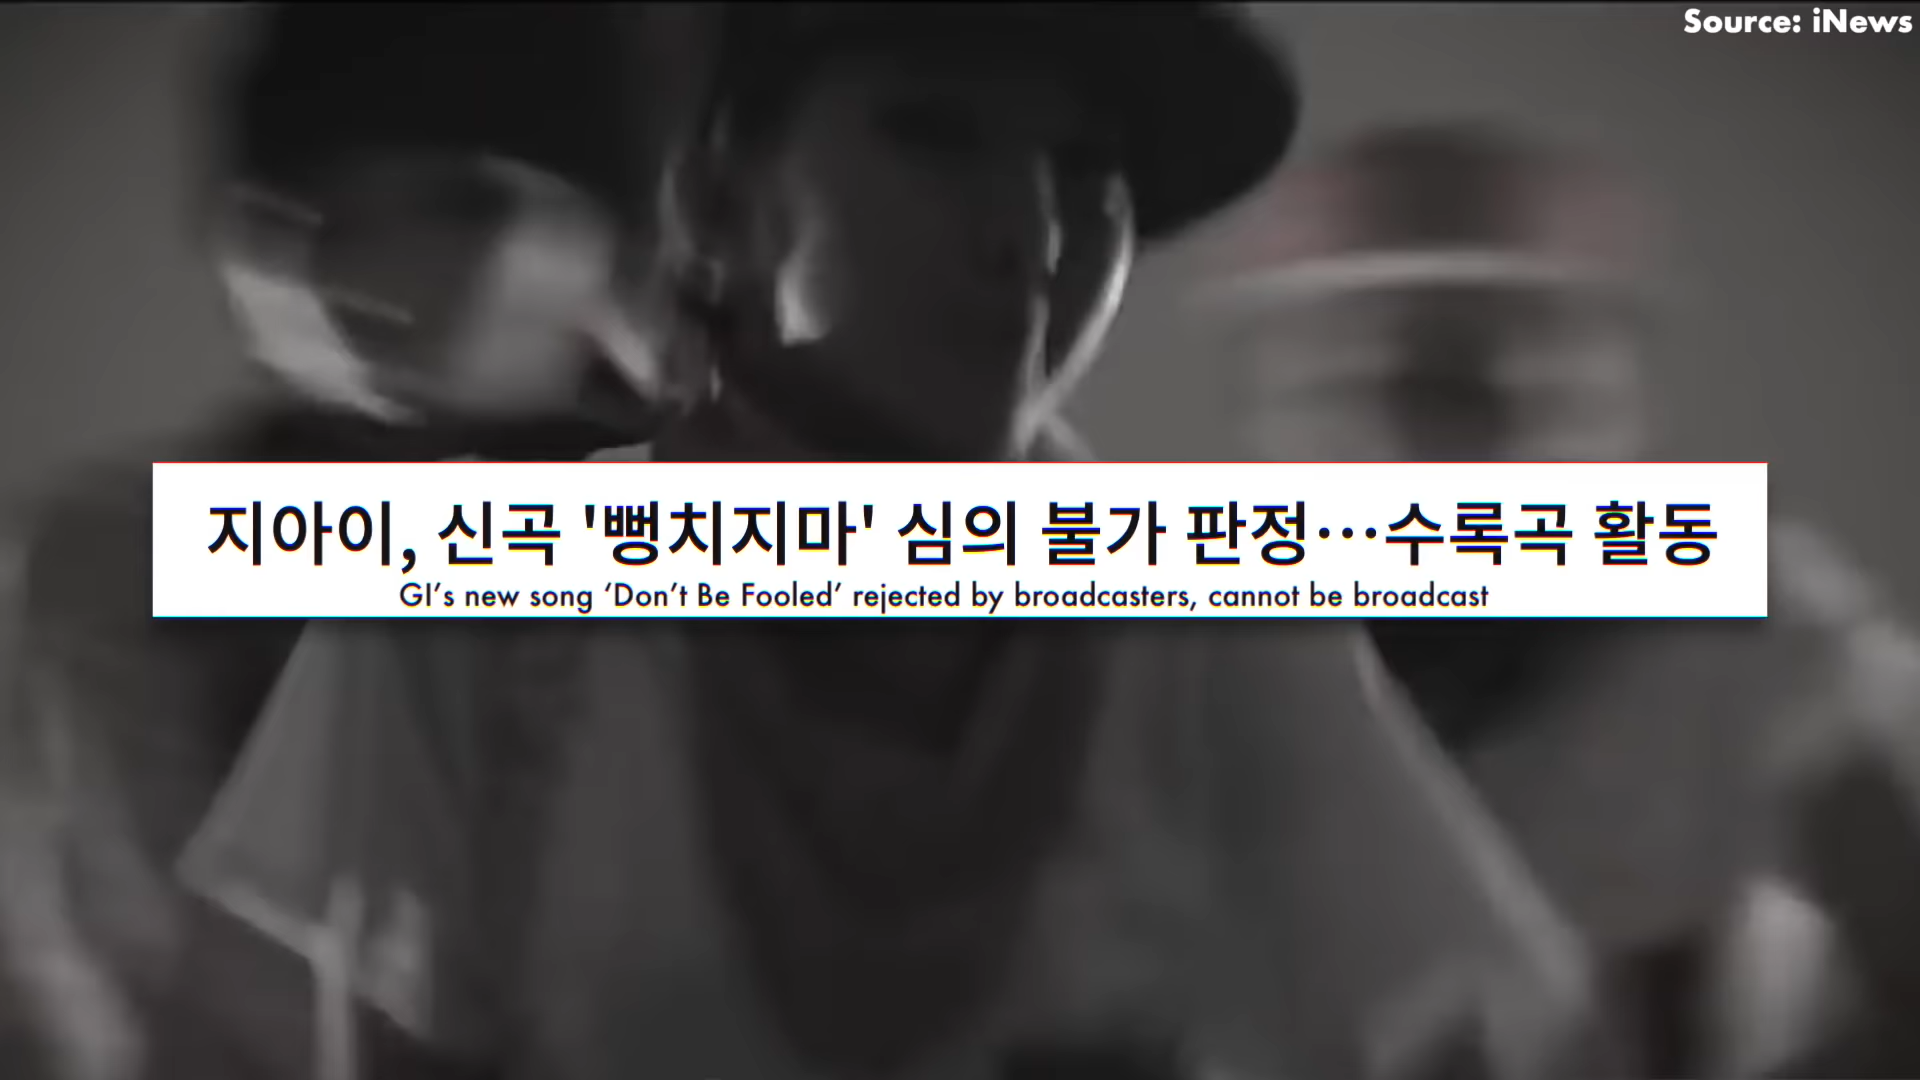 Source: iNews
지아이, 신곡 '뻥치지마' 심의 불가 판정…수록곡 활동
GI’s new song ‘Don’t Be Fooled’ rejected by broadcasters, cannot be broadcast